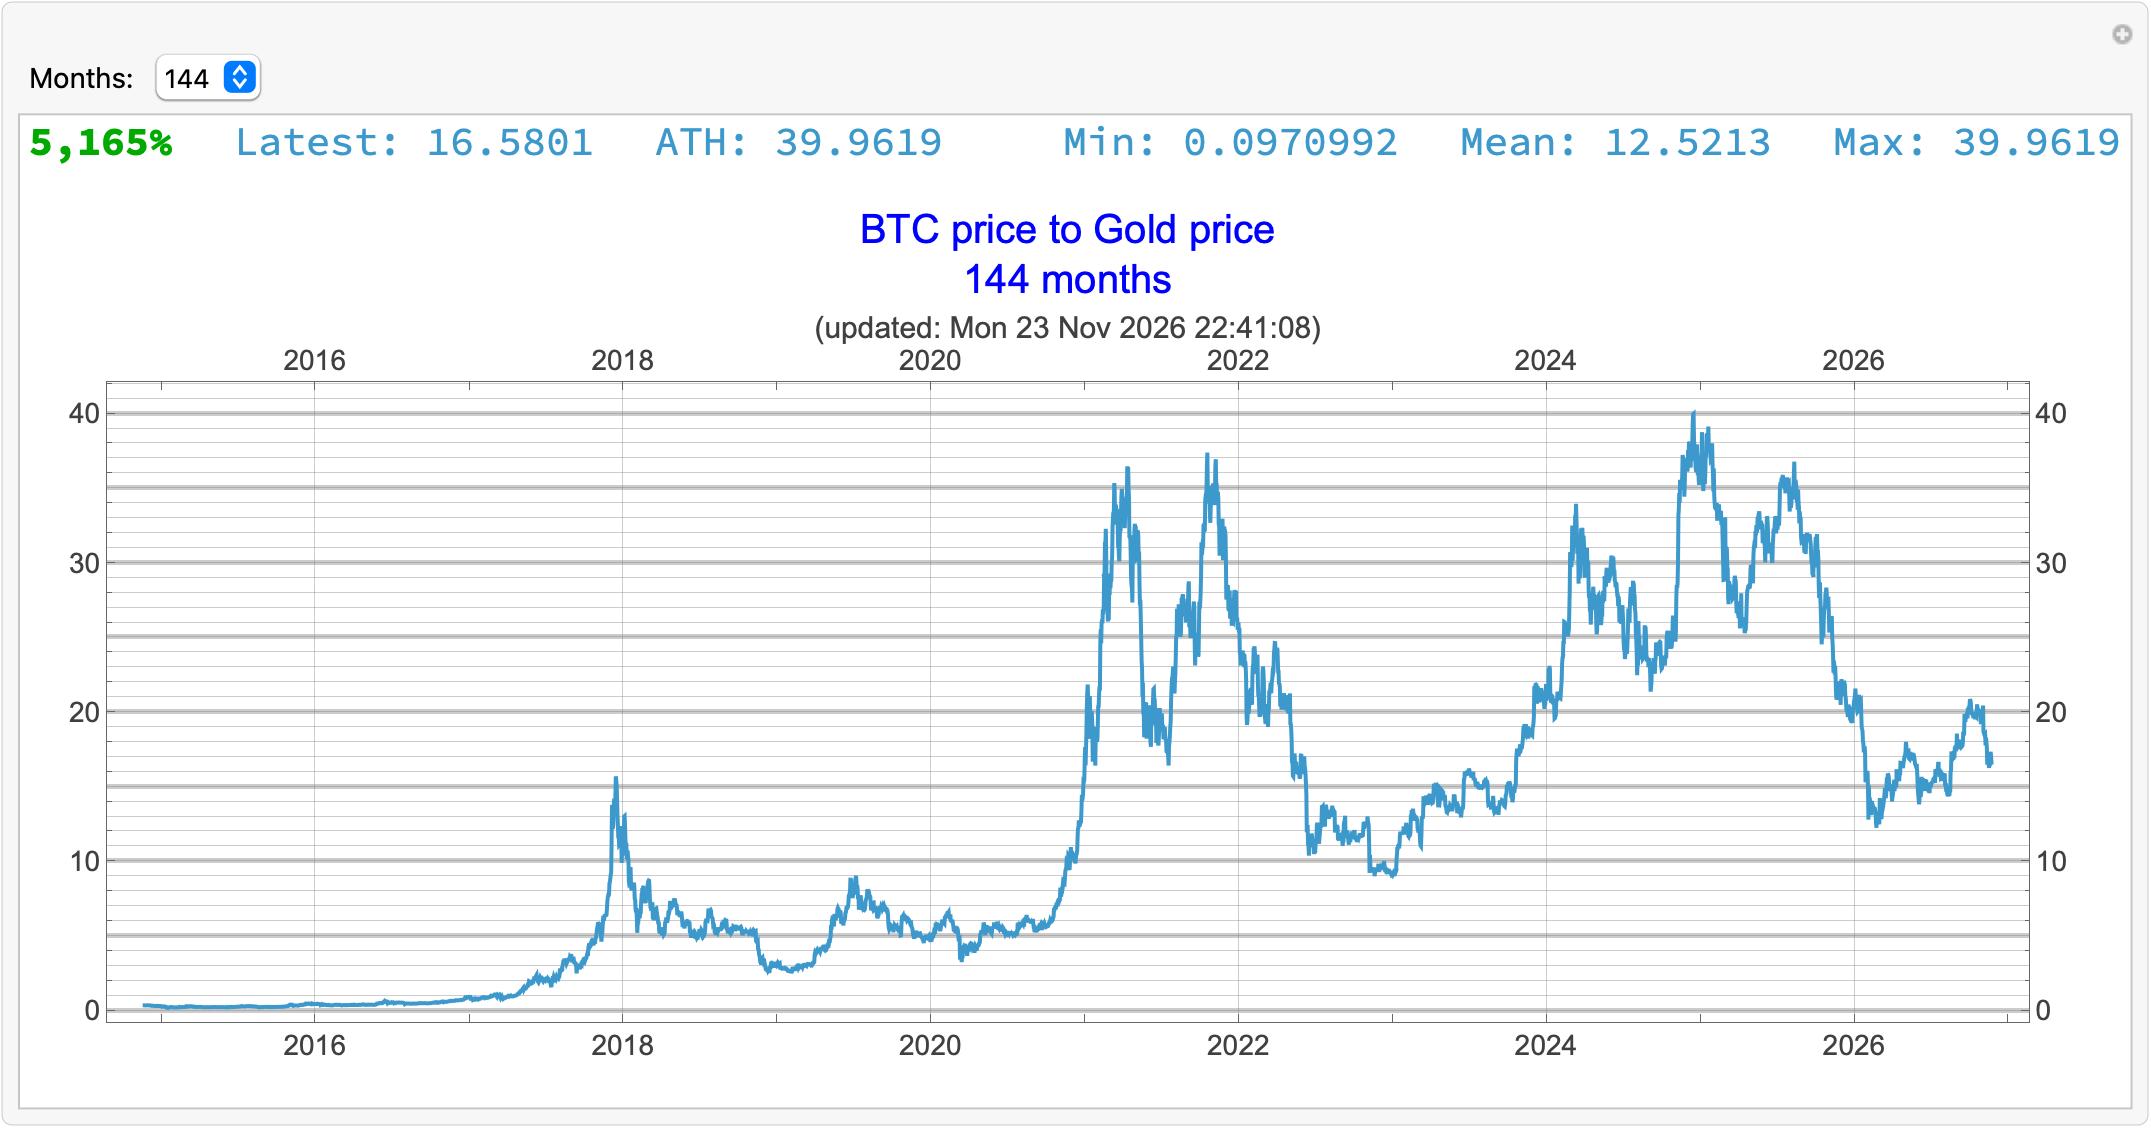 Months: 144
5,165% Latest: 16.5801 ATH: 39.9619 Min: 0.0970992 Mean: 12.5213 Max: 39.9619
BTC price to Gold price
144 months
(updated: Mon 23 Nov 2026 22:41:08)
2016 2018 2020 2022 2024 2026
40 40
30 30
20 20
10 10
0 0
2016 2018 2020 2022 2024 2026